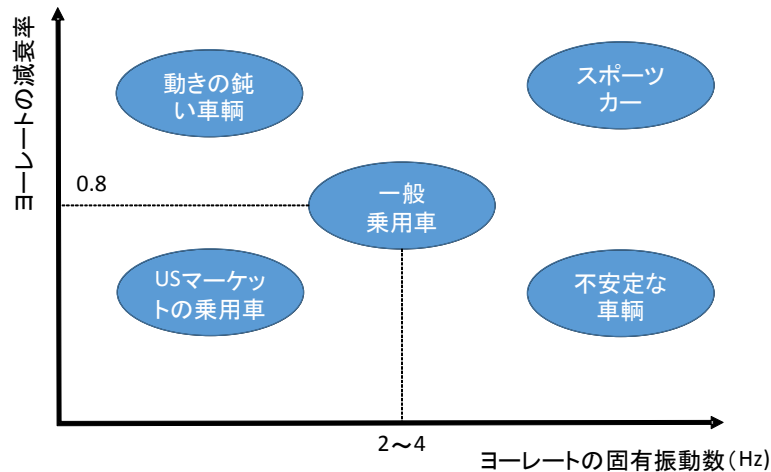 ヨーレートの減衰率
動きの鈍
い車輌
スポーツ
カー
0.8
一般
乗用車
USマーケッ
トの乗用車
不安定な
車輌
2～4
ヨーレートの固有振動数（Hz)